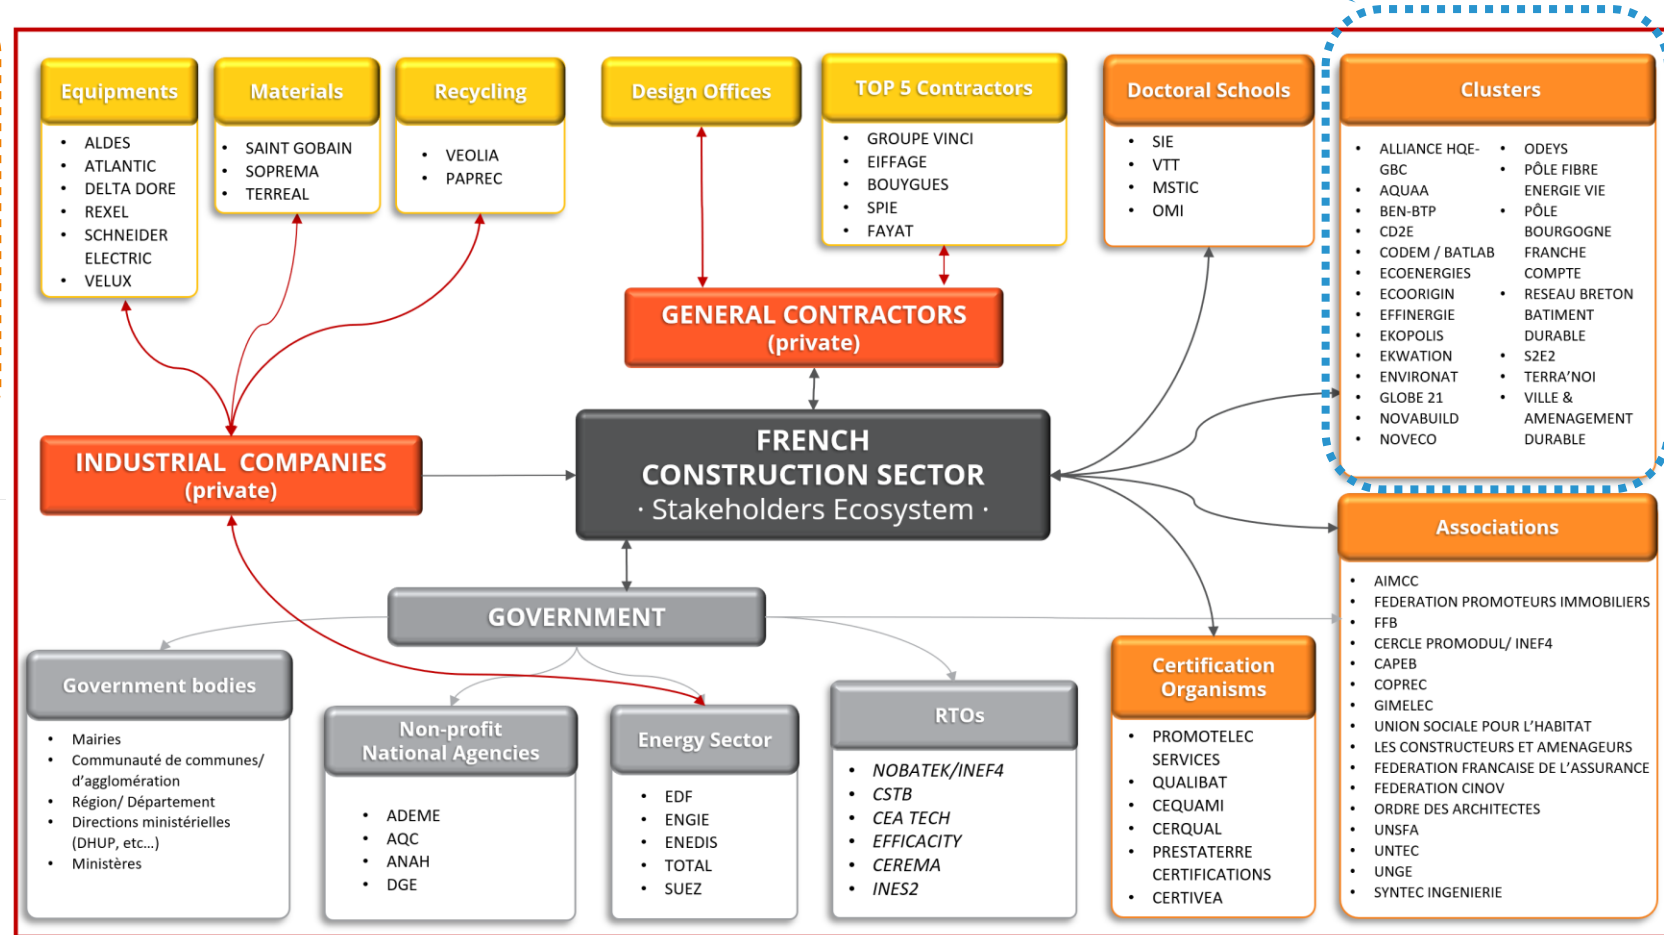 Equipments
• ALDES
• ATLANTIC
• DELTA DORE
• REXEL
• SCHNEIDER
ELECTRIC
• VELUX
Materials
• SAINT GOBAIN
• SOPREMA
• TERREAL
Recycling
• VEOLIA
• PAPREC
Design Offices
TOP 5 Contractors
• GROUPE VINCI
• EIFFAGE
• BOUYGUES
• SPIE
• FAYAT
Doctoral Schools
• SIE
• VTT
• MSTIC
• OMI
Clusters
• ALLIANCE HQE-
GBC
• AQUAA
• BEN-BTP
• CD2E
• CODEM / BATLAB
• ECOENERGIES
• ECOORIGIN
• EFFINERGIE
• EKOPOLIS
• EKWATION
• ENVIRONAT
• GLOBE 21
• NOVABUILD
• NOVECO
• ODEYS
• PÔLE FIBRE
ENERGIE VIE
• PÔLE
BOURGOGNE
FRANCHE
COMPTE
• RESEAU BRETON
BATIMENT
DURABLE
• S2E2
• TERRA’NOI
• VILLE &
AMENAGEMENT
DURABLE
GENERAL CONTRACTORS
(private)
INDUSTRIAL COMPANIES
(private)
FRENCH
CONSTRUCTION SECTOR
· Stakeholders Ecosystem ·
GOVERNMENT
Government bodies
• Mairies
• Communauté de communes/
d’agglomération
• Région/ Département
• Directions ministérielles
(DHUP, etc…)
• Ministères
Non-profit
National Agencies
• ADEME
• AQC
• ANAH
• DGE
Energy Sector
• EDF
• ENGIE
• ENEDIS
• TOTAL
• SUEZ
RTOs
• NOBATEK/INEF4
• CSTB
• CEA TECH
• EFFICACITY
• CEREMA
• INES2
Certification
Organisms
• PROMOTELEC
SERVICES
• QUALIBAT
• CEQUAMI
• CERQUAL
• PRESTATERRE
CERTIFICATIONS
• CERTIVEA
Associations
• AIMCC
• FEDERATION PROMOTEURS IMMOBILIERS
• FFB
• CERCLE PROMODUL/ INEF4
• CAPEB
• COPREC
• GIMELEC
• UNION SOCIALE POUR L’HABITAT
• LES CONSTRUCTEURS ET AMENAGEURS
• FEDERATION FRANCAISE DE L’ASSURANCE
• FEDERATION CINOV
• ORDRE DES ARCHITECTES
• UNSFA
• UNTEC
• UNGE
• SYNTEC INGENIERIE